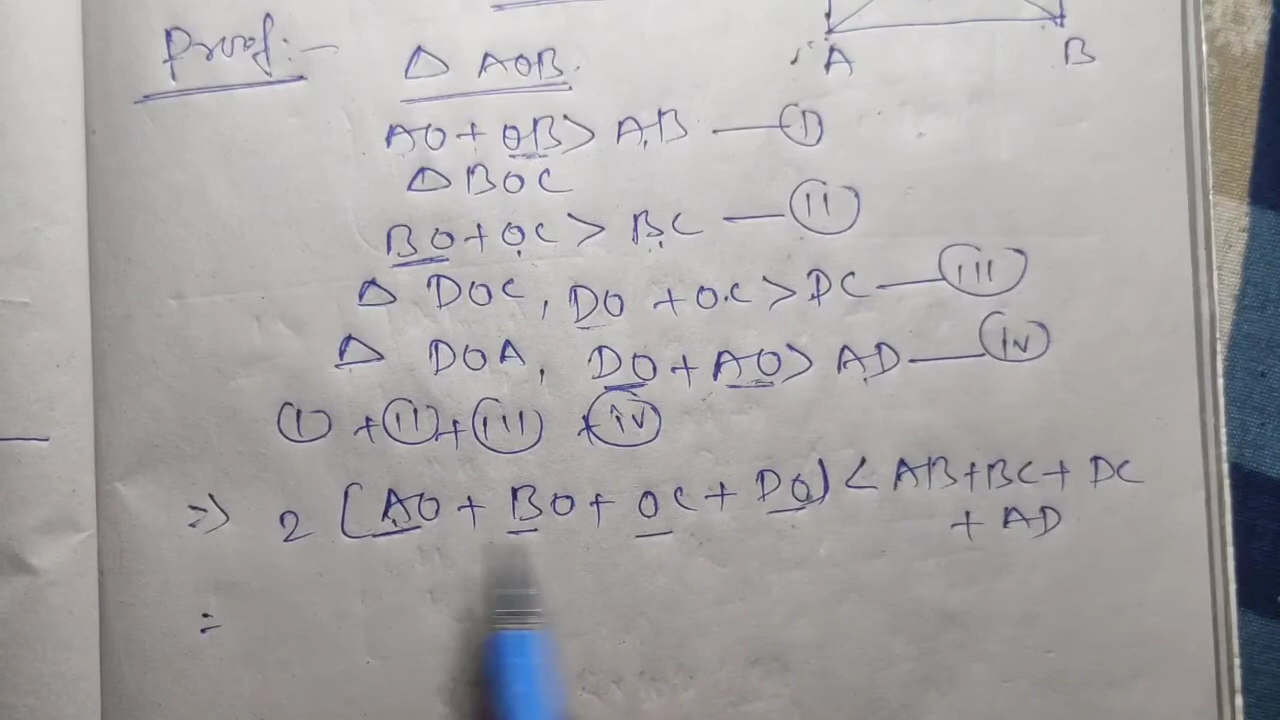 Proof:-
△ AOB.
A B
AO + OB > AB — (I)
△ BOC
BO + OC > BC — (II)
△ DOC, DO + OC > DC — (III)
△ DOA, DO + AO > AD — (iv)
(I) + (II) + (III) + (iv)
=> 2 (AO + BO + OC + DO) < AB + BC + DC
+ AD
=